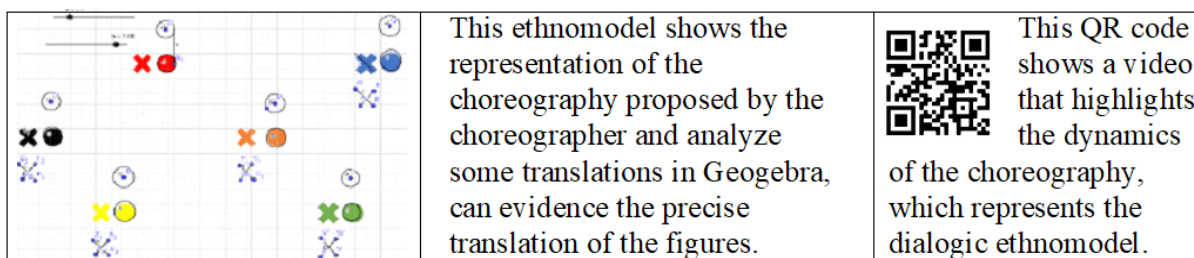 This ethnomodel shows the
representation of the
choreography proposed by the
choreographer and analyze
some translations in Geogebra,
can evidence the precise
translation of the figures.
This QR code
shows a video
that highlights
the dynamics
of the choreography,
which represents the
dialogic ethnomodel.